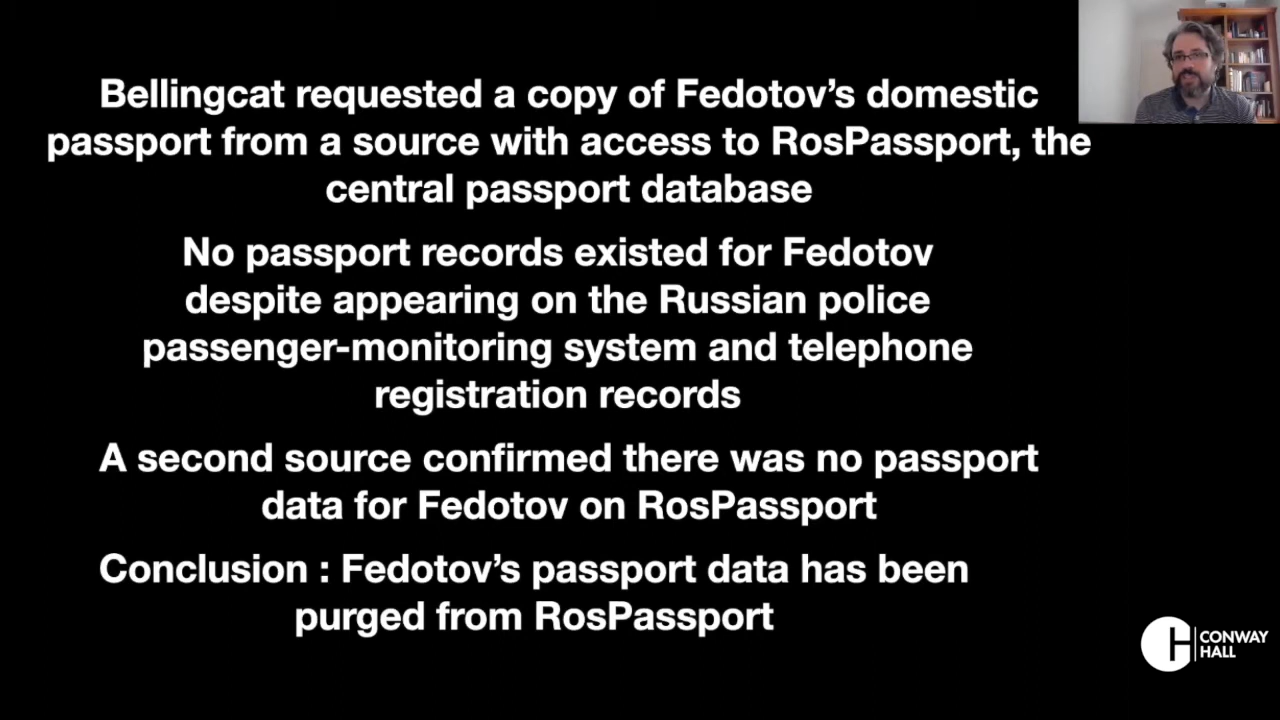 Bellingcat requested a copy of Fedotov’s domestic
passport from a source with access to RosPassport, the
central passport database
No passport records existed for Fedotov
despite appearing on the Russian police
passenger-monitoring system and telephone
registration records
A second source confirmed there was no passport
data for Fedotov on RosPassport
Conclusion : Fedotov’s passport data has been
purged from RosPassport
CONWAY
HALL